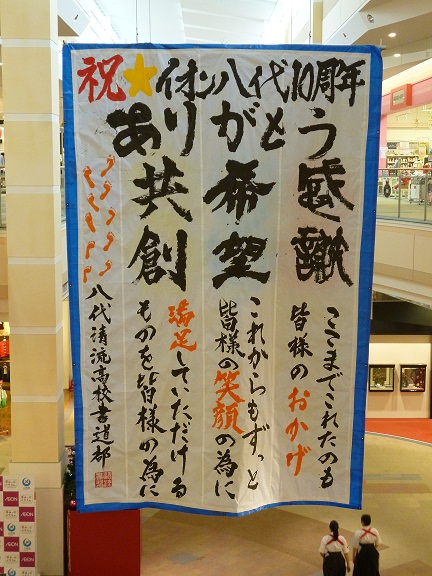 祝★イオン八代10周年
ありがとう
感謝
ここまでこれたのも
皆様のおかげ
希望
これからもずっと
皆様の笑顔の為に
共創
満足していただける
ものを皆様の為に
八代清流高校書道部
AEON
AEON
AEON